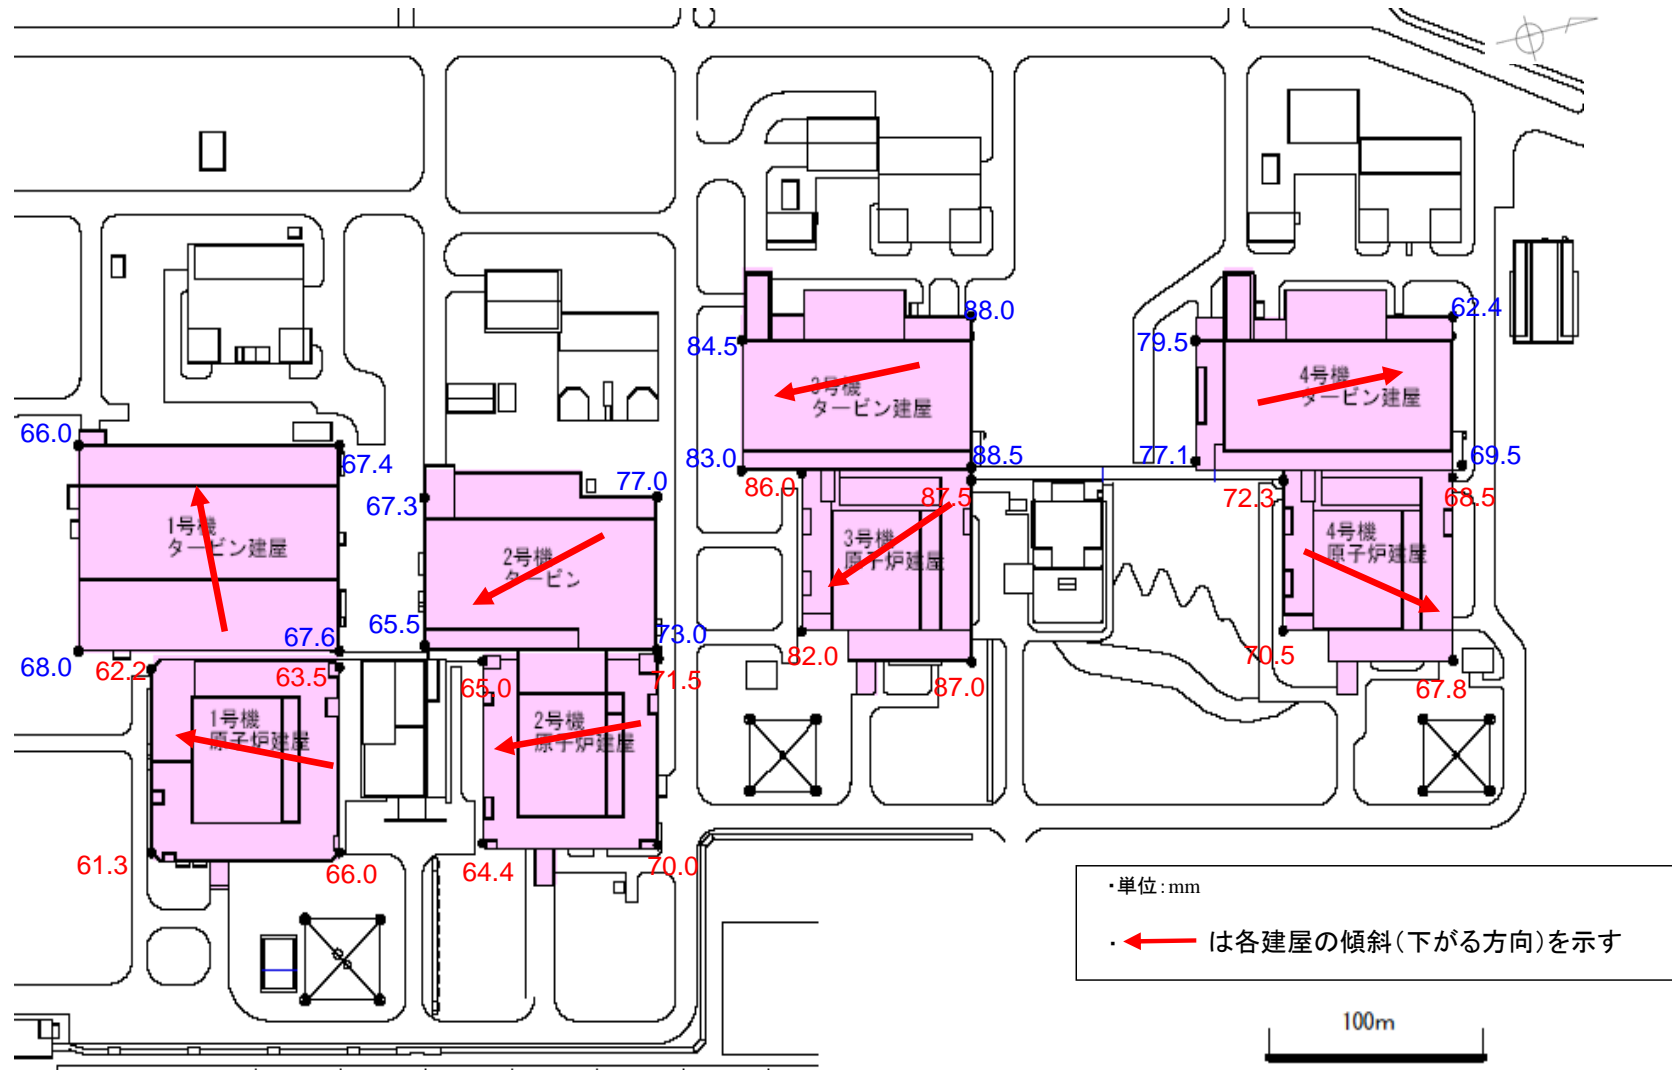 88.0
62.4
84.5
79.5
3号機
タービン建屋
4号機
タービン建屋
66.0
67.4
83.0
88.5
77.1
69.5
86.0
87.5
72.3
68.5
67.3
77.0
1号機
タービン建屋
2号機
タービン
3号機
原子炉建屋
4号機
原子炉建屋
68.0
67.6
65.5
73.0
62.2
63.5
65.0
71.5
82.0
87.0
70.5
67.8
1号機
原子炉建屋
2号機
原子炉建屋
61.3
66.0
64.4
70.0
・単位：mm
・ は各建屋の傾斜（下がる方向）を示す
100m